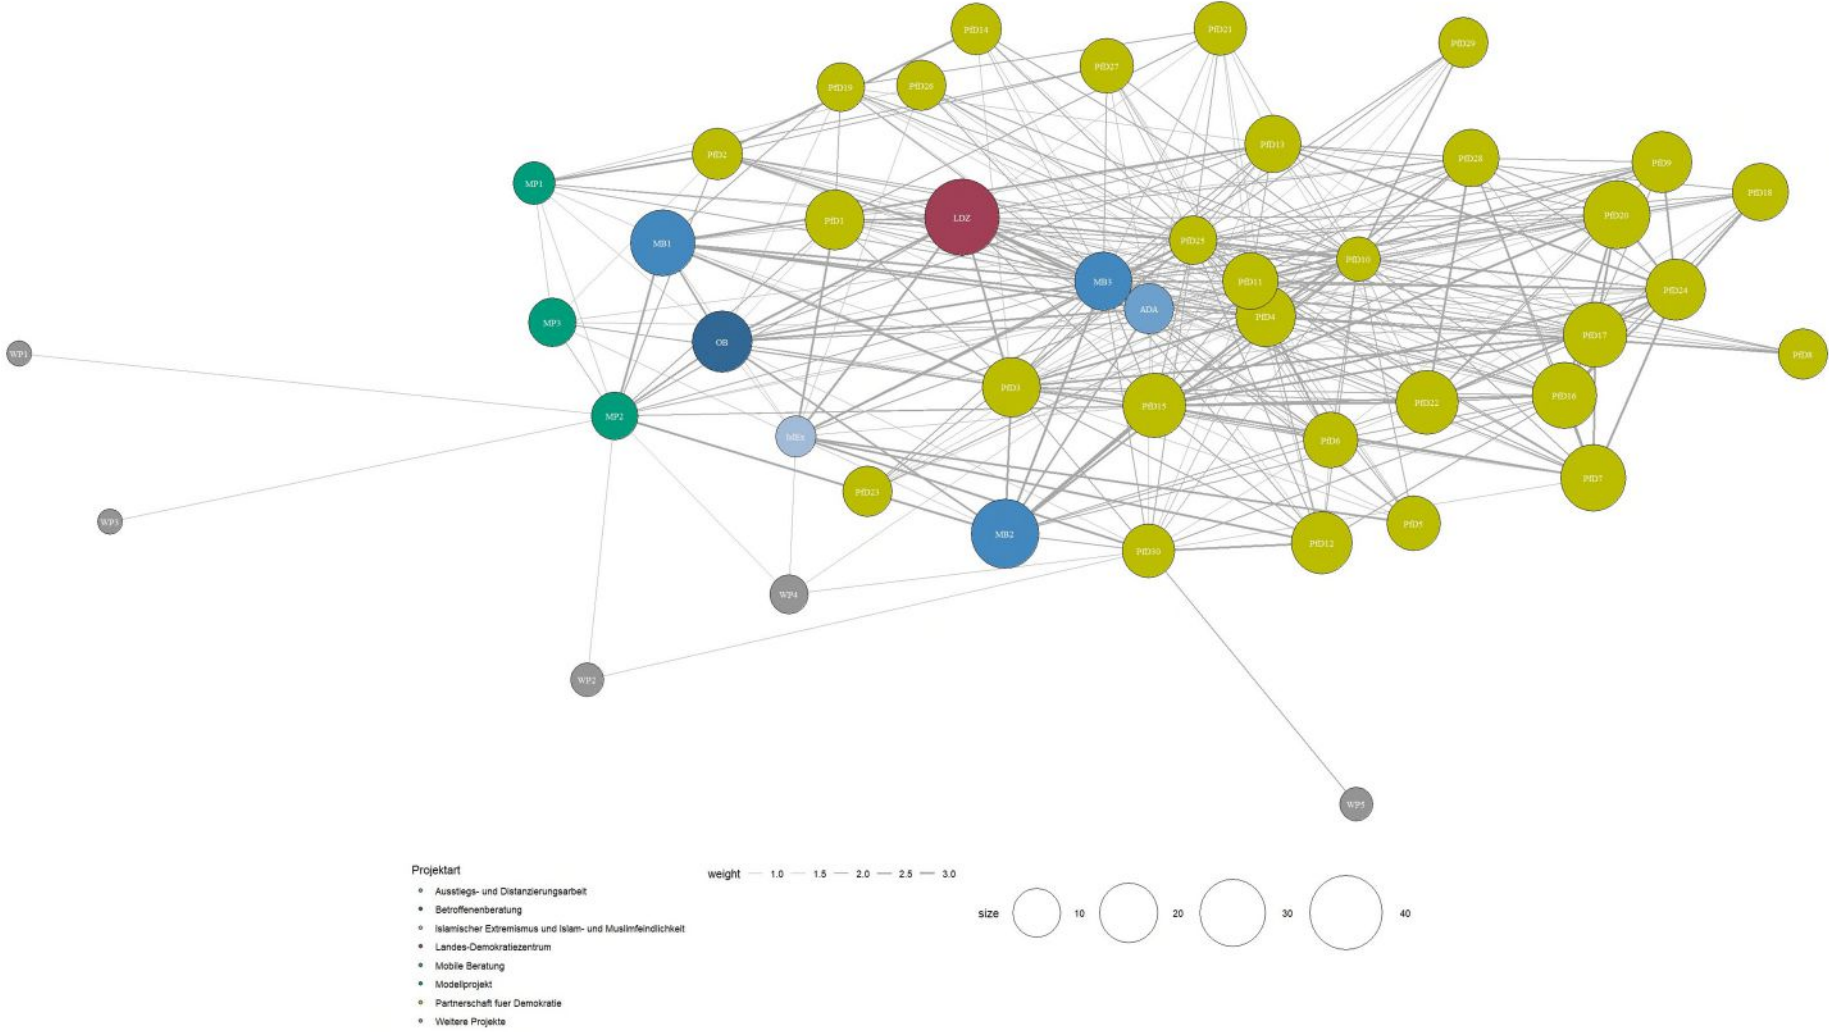 PfD14
PfD21
PfD29
PfD27
PfD19
PfD26
PfD13
PfD2
PfD28
PfD9
MP1
PfD18
PfD1
LDZ
PfD20
MB1
PfD25
PfD10
MB3
PfD11
PfD24
ADA
PfD4
MP3
OB
PfD17
WP1
PfD8
PfD3
PfD16
PfD22
PfD15
MP2
IslEx
PfD6
PfD7
PfD23
WP3
PfD5
MB2
PfD12
PfD30
WP4
WP2
WP5
Projektart
Ausstiegs- und Distanzierungsarbeit
Betroffenenberatung
Islamischer Extremismus und Islam- und Muslimfeindlichkeit
Landes-Demokratiezentrum
Mobile Beratung
Modellprojekt
Partnerschaft fuer Demokratie
Weitere Projekte
weight 1.0 1.5 2.0 2.5 3.0
size 10 20 30 40